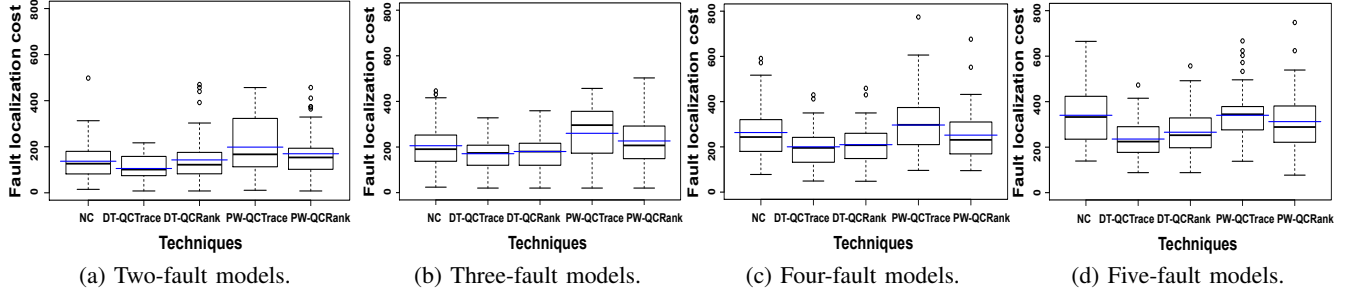 Fault localization cost
0 200 400 600 800
NC DT-QCTrace DT-QCRank PW-QCTrace PW-QCRank
Techniques
(a) Two-fault models.
Fault localization cost
0 200 400 600 800
NC DT-QCTrace DT-QCRank PW-QCTrace PW-QCRank
Techniques
(b) Three-fault models.
Fault localization cost
0 200 400 600 800
NC DT-QCTrace DT-QCRank PW-QCTrace PW-QCRank
Techniques
(c) Four-fault models.
Fault localization cost
0 200 400 600 800
NC DT-QCTrace DT-QCRank PW-QCTrace PW-QCRank
Techniques
(d) Five-fault models.